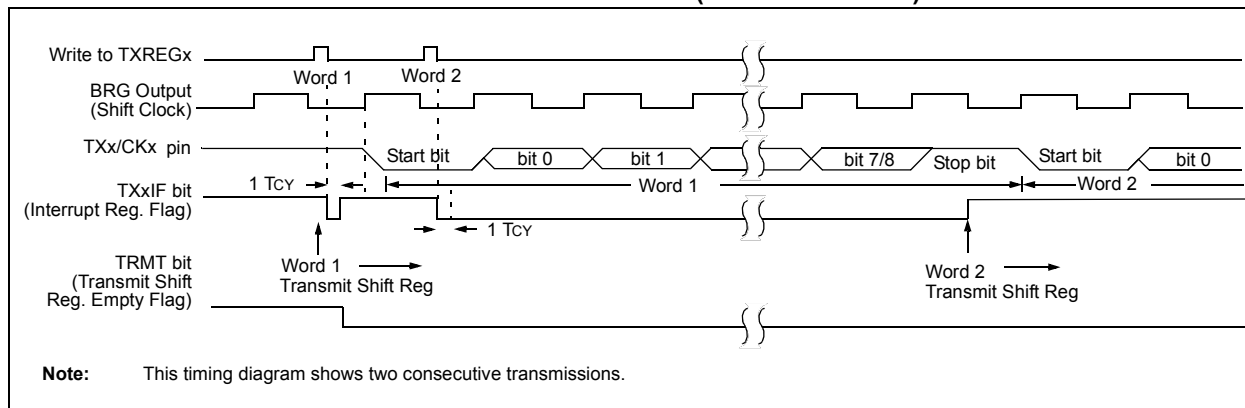 Write to TXREGx
Word 1 Word 2
BRG Output
(Shift Clock)
TXx/CKx pin
Start bit bit 0 bit 1 bit 7/8 Stop bit Start bit bit 0
1 TCY Word 1 Word 2
TXxIF bit
(Interrupt Reg. Flag)
1 TCY
TRMT bit
(Transmit Shift
Reg. Empty Flag)
Word 1
Transmit Shift Reg
Word 2
Transmit Shift Reg
Note: This timing diagram shows two consecutive transmissions.